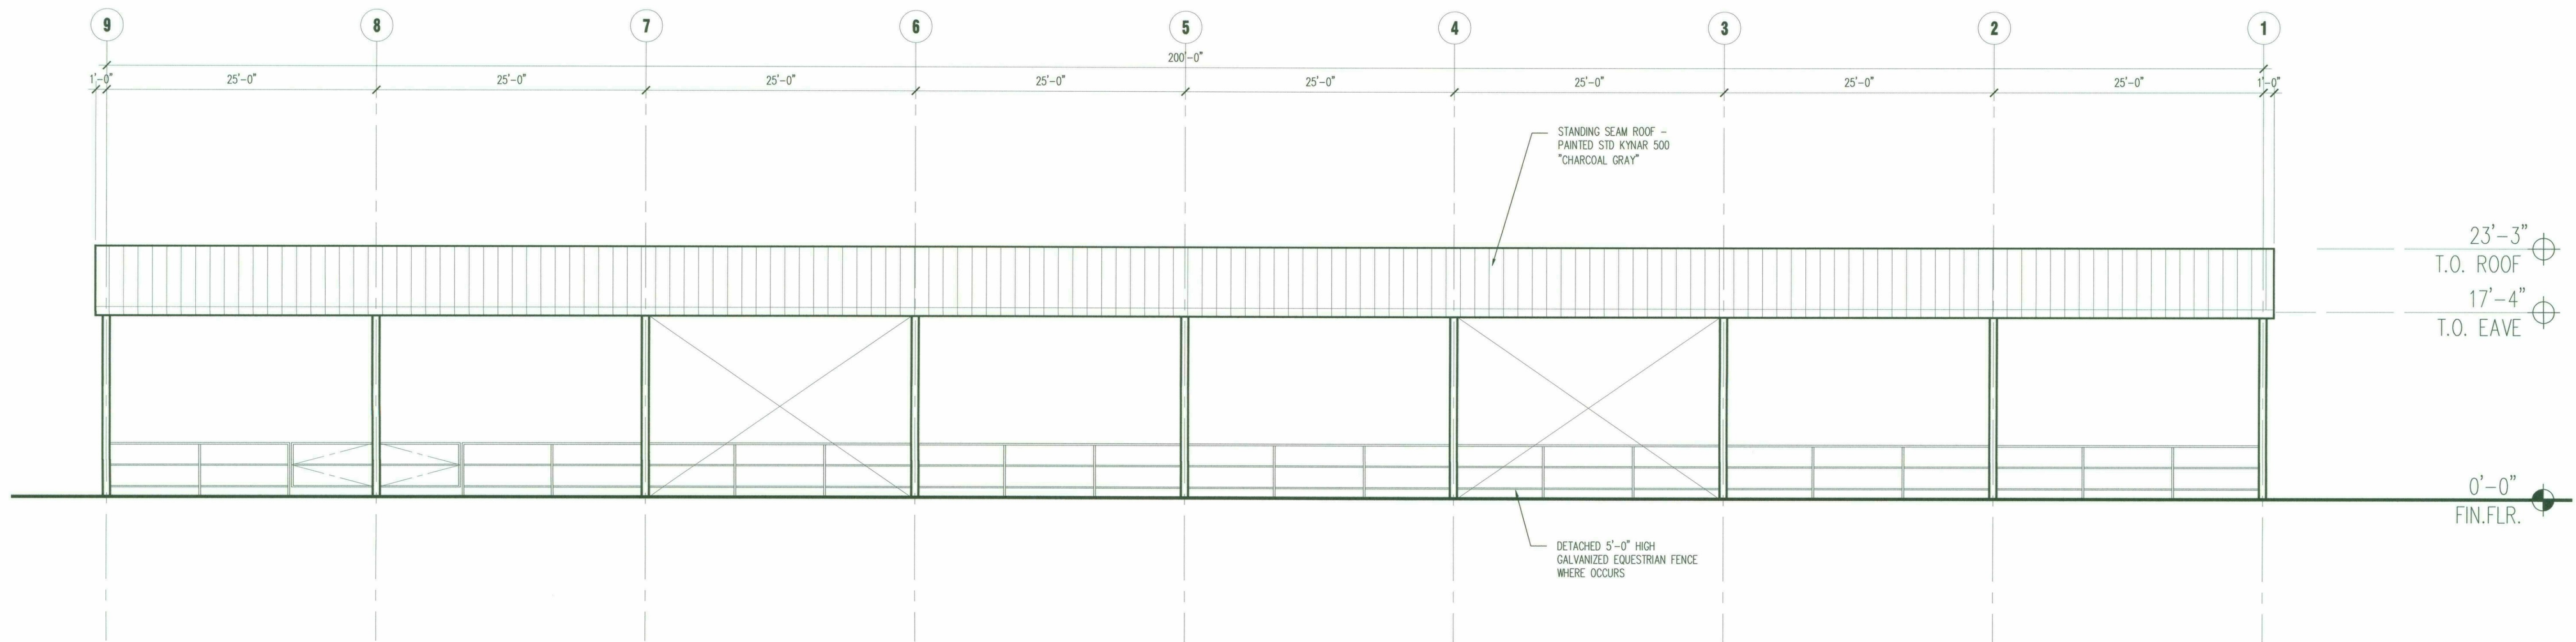 9 8 7 6 5 4 3 2 1
200'-0"
1'-0" 25'-0" 25'-0" 25'-0" 25'-0" 25'-0" 25'-0" 25'-0" 25'-0" 1'-0"
STANDING SEAM ROOF -
PAINTED STD KYNAR 500
"CHARCOAL GRAY"
23'-3"
T.O. ROOF
17'-4"
T.O. EAVE
0'-0"
FIN.FLR.
DETACHED 5'-0" HIGH
GALVANIZED EQUESTRIAN FENCE
WHERE OCCURS